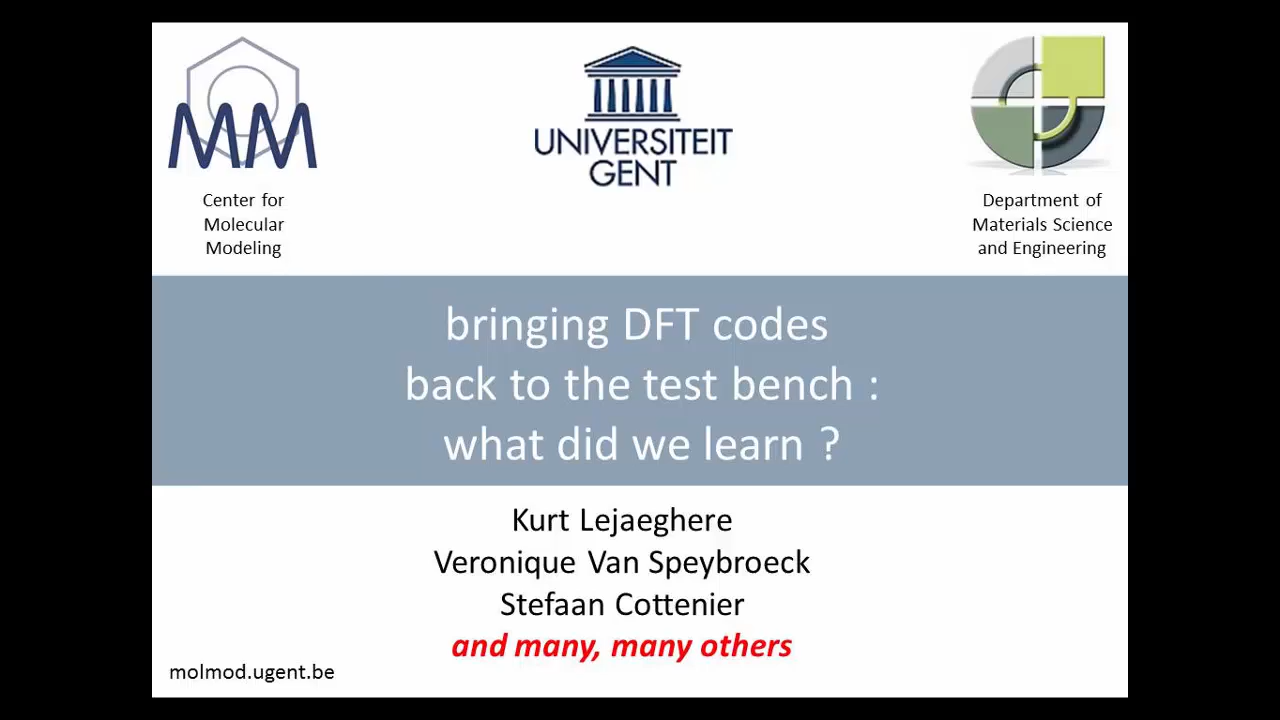 MM
UNIVERSITEIT
GENT
Center for
Molecular
Modeling
Department of
Materials Science
and Engineering
bringing DFT codes
back to the test bench :
what did we learn ?
Kurt Lejaeghere
Veronique Van Speybroeck
Stefaan Cottenier
and many, many others
molmod.ugent.be